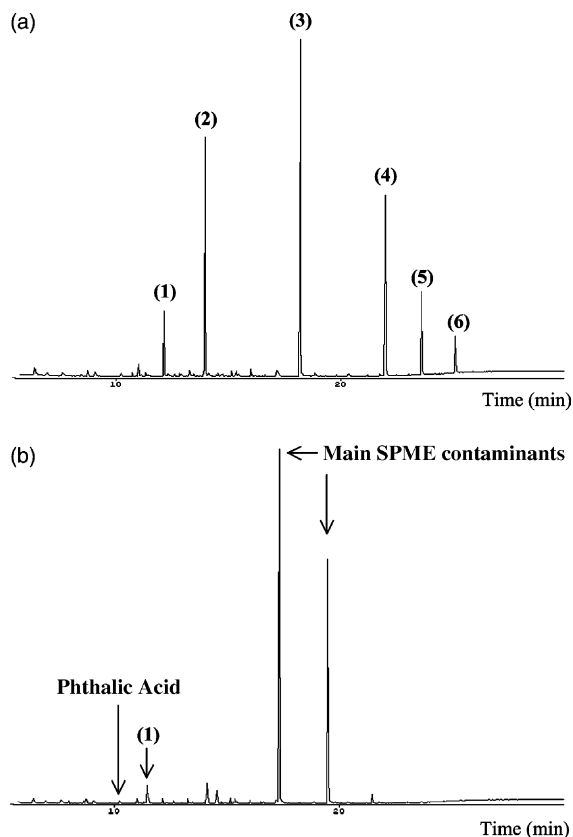 (a)
(3)
(2)
(4)
(5)
(1)
(6)
10
20
Time (min)
(b)
Main SPME contaminants
Phthalic Acid
(1)
10
20
Time (min)